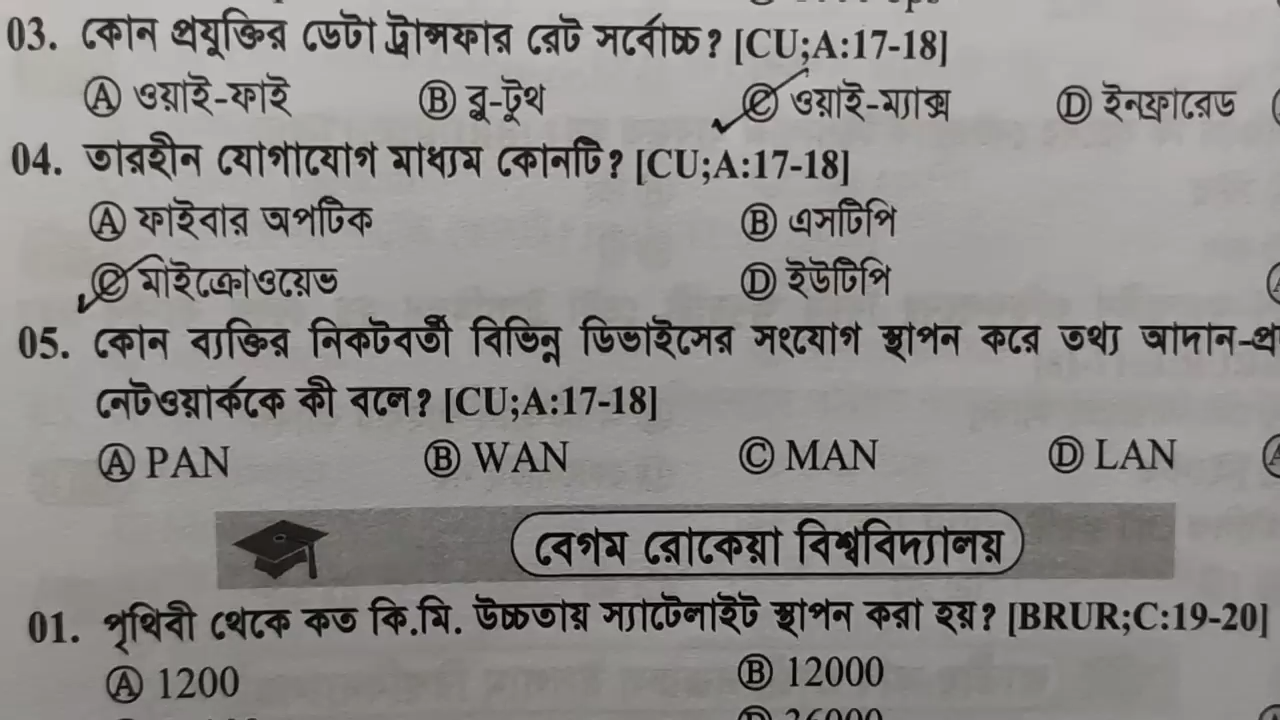 03. কোন প্রযুক্তির ডেটা ট্রান্সফার রেট সর্বোচ্চ? [CU;A:17-18]
Ⓐ ওয়াই-ফাই Ⓑ ব্লু-টুথ Ⓒ ওয়াই-ম্যাক্স Ⓓ ইনফ্রারেড
04. তারহীন যোগাযোগ মাধ্যম কোনটি? [CU;A:17-18]
Ⓐ ফাইবার অপটিক Ⓑ এসটিপি
Ⓒ মাইক্রোওয়েভ Ⓓ ইউটিপি
05. কোন ব্যক্তির নিকটবর্তী বিভিন্ন ডিভাইসের সংযোগ স্থাপন করে তথ্য আদান-প্র
নেটওয়ার্ককে কী বলে? [CU;A:17-18]
Ⓐ PAN Ⓑ WAN Ⓒ MAN Ⓓ LAN
বেগম রোকেয়া বিশ্ববিদ্যালয়
01. পৃথিবী থেকে কত কি.মি. উচ্চতায় স্যাটেলাইট স্থাপন করা হয়? [BRUR;C:19-20]
Ⓐ 1200 Ⓑ 12000